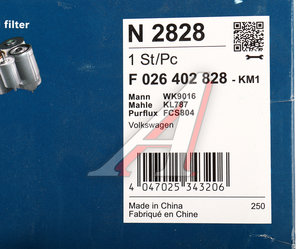 filter
N 2828
1 St/Pc
F 026 402 828 - KM1
Mann WK9016
Mahle KL787
Purflux FCS804
Volkswagen
4 047025 343206
Made in China 250
Fabriqué en Chine